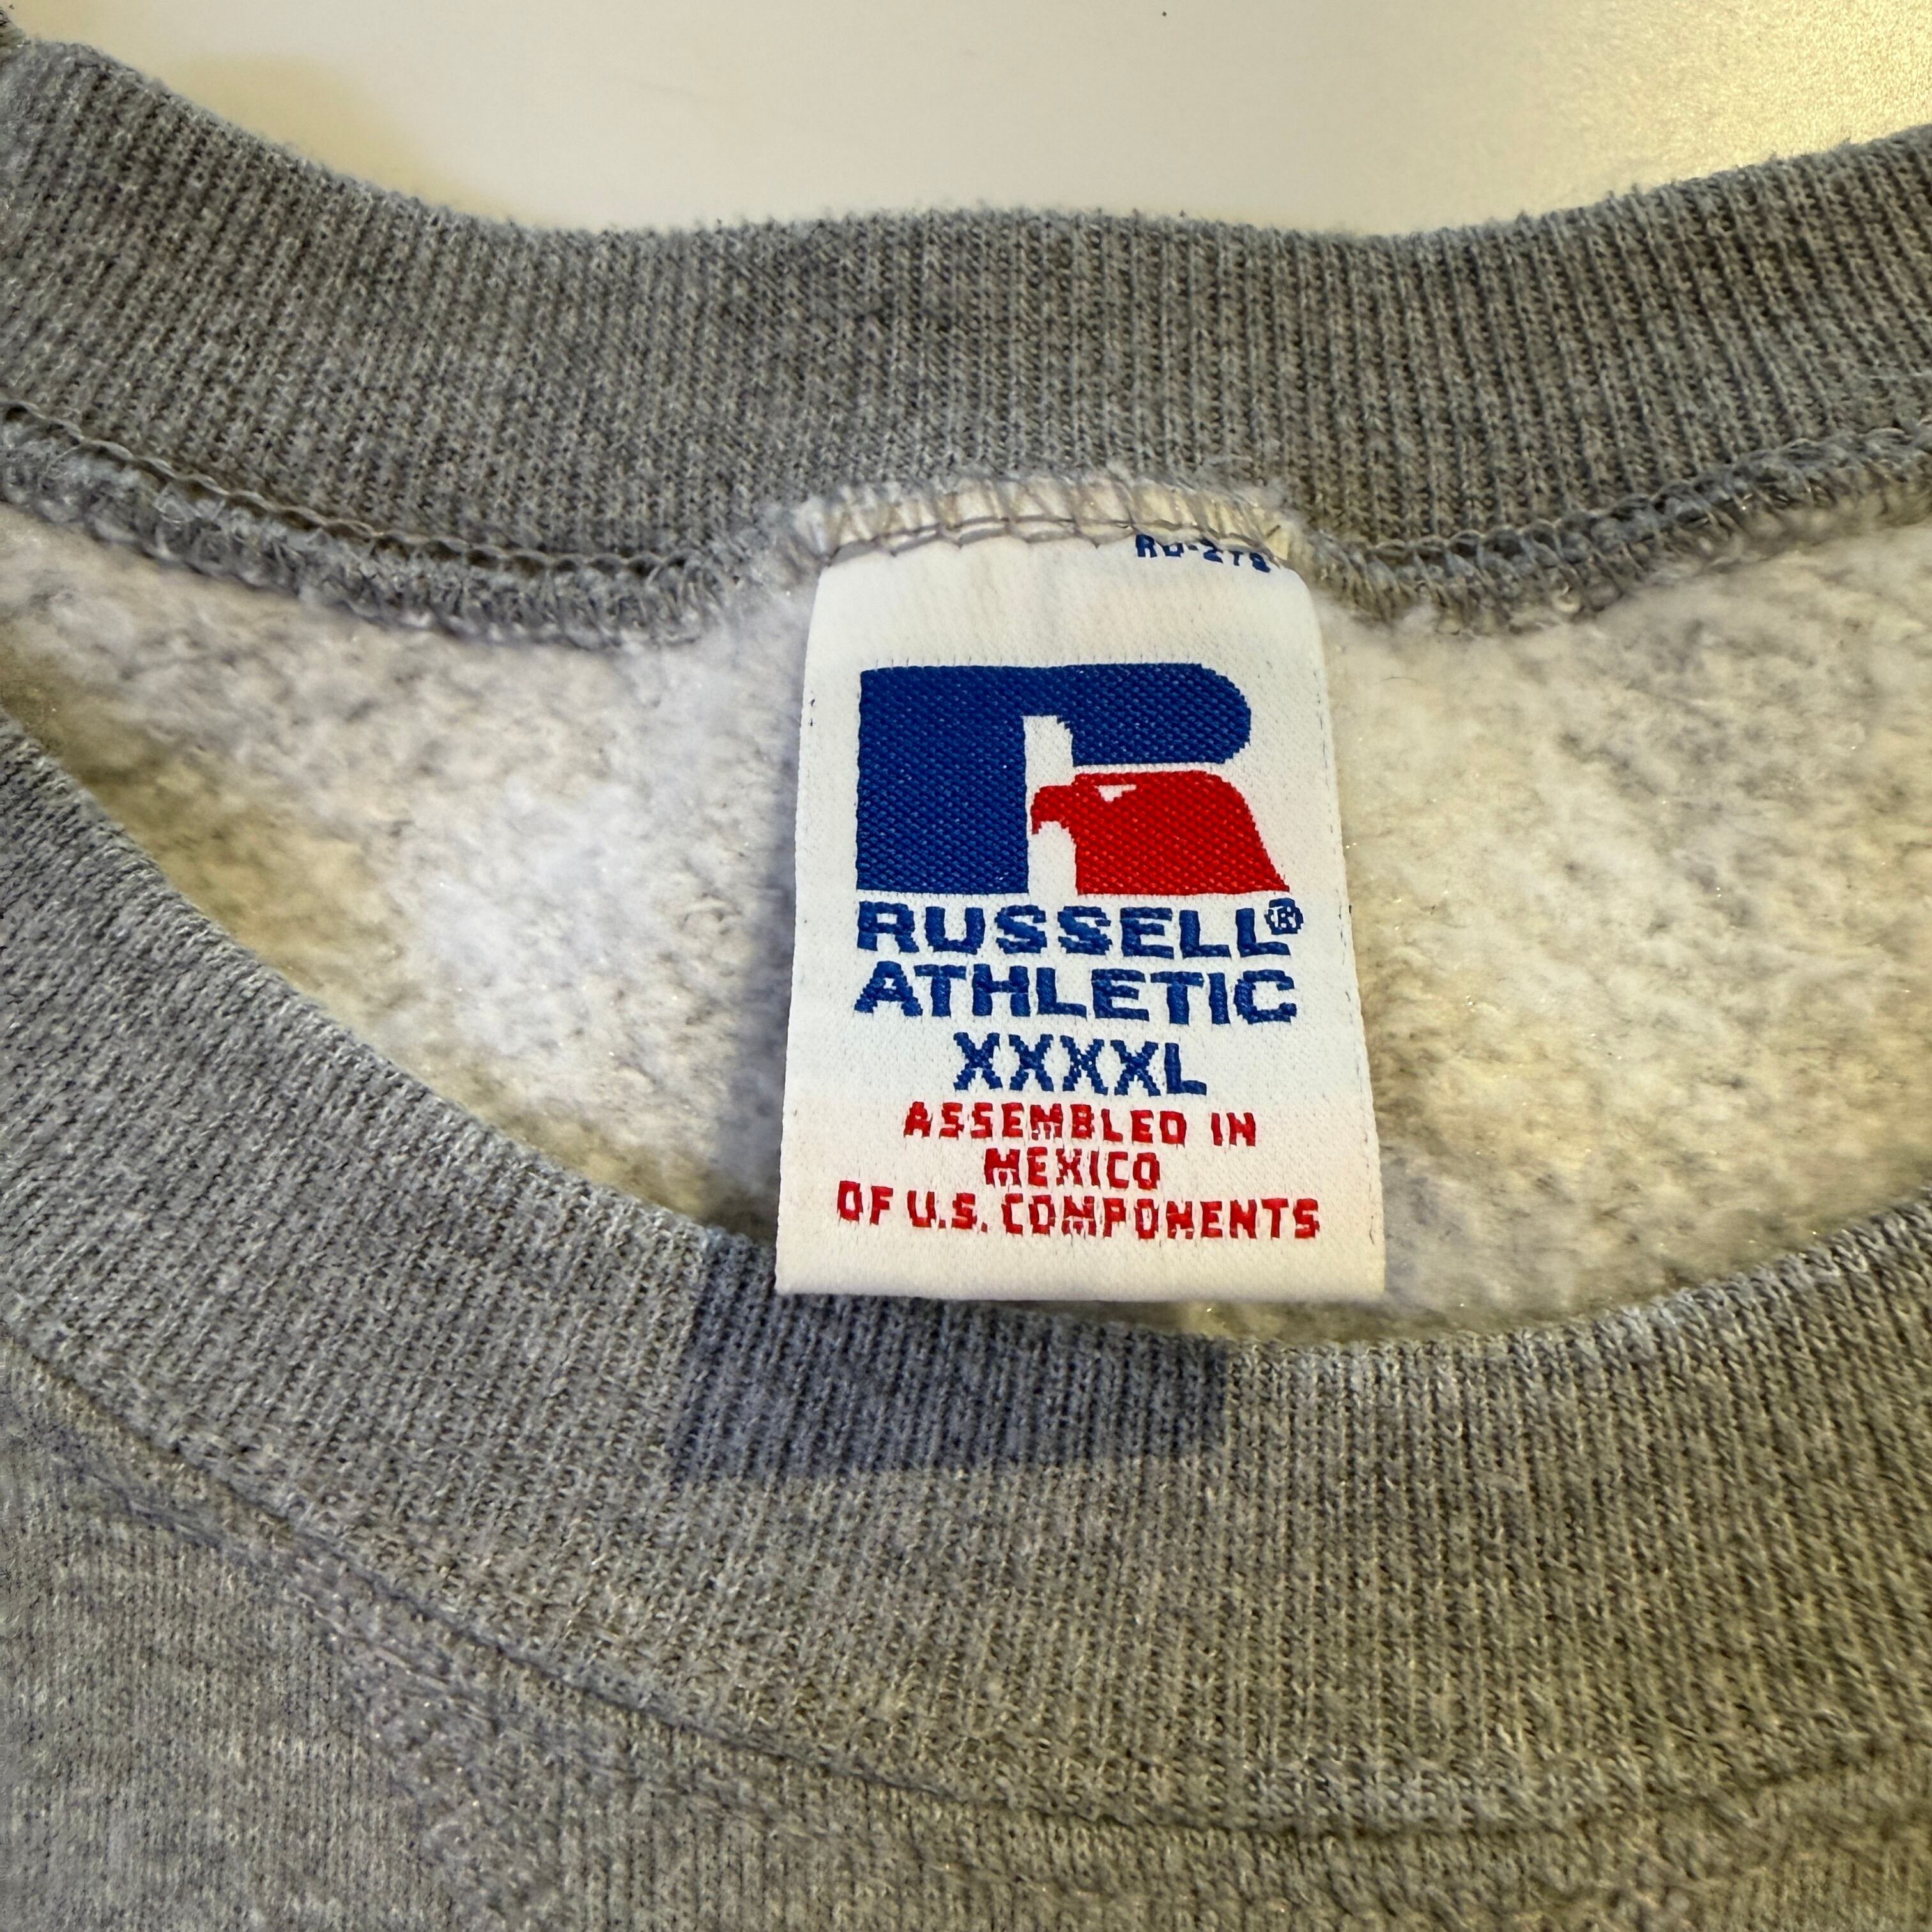 RUSSELL®
ATHLETIC
XXXXL
ASSEMBLED IN
MEXICO
OF U.S. COMPONENTS